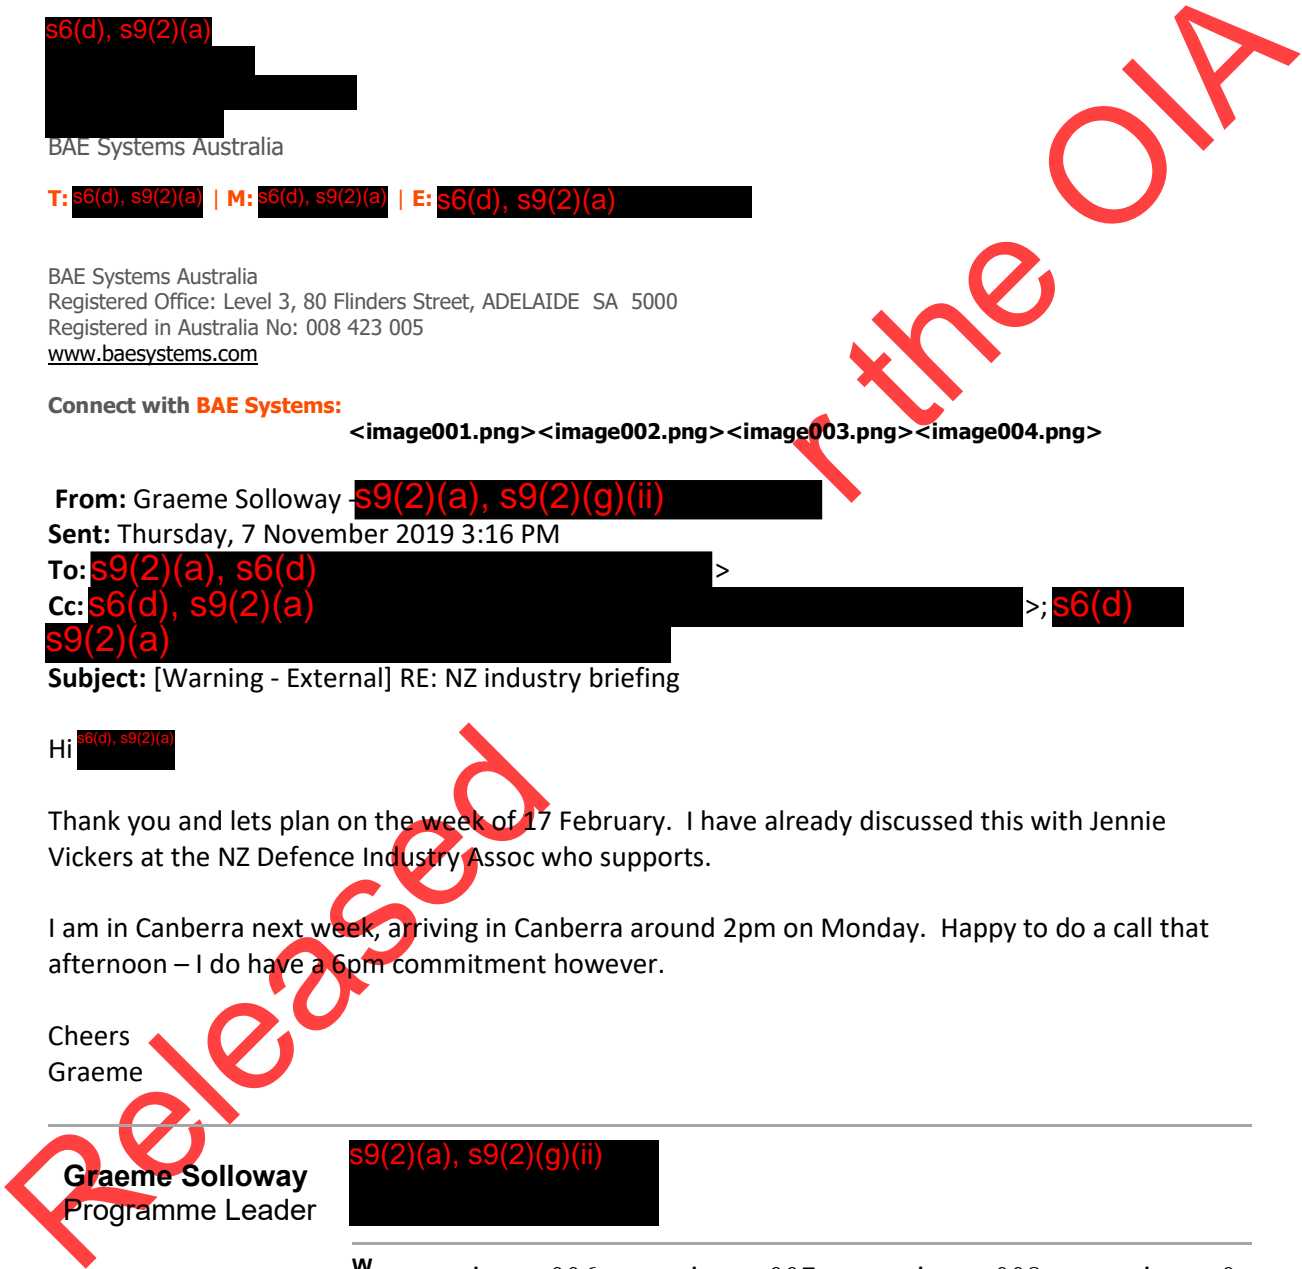 s6(d), s9(2)(a)
BAE Systems Australia
T: s6(d), s9(2)(a) | M: s6(d), s9(2)(a) | E: s6(d), s9(2)(a)
BAE Systems Australia
Registered Office: Level 3, 80 Flinders Street, ADELAIDE SA 5000
Registered in Australia No: 008 423 005
www.baesystems.com
Connect with BAE Systems:
<image001.png><image002.png><image003.png><image004.png>
From: Graeme Solloway - s9(2)(a), s9(2)(g)(ii)
Sent: Thursday, 7 November 2019 3:16 PM
To: s9(2)(a), s6(d) >
Cc: s6(d), s9(2)(a) >; s6(d)
s9(2)(a)
Subject: [Warning - External] RE: NZ industry briefing
Hi s6(d), s9(2)(a)
Thank you and lets plan on the week of 17 February. I have already discussed this with Jennie
Vickers at the NZ Defence Industry Assoc who supports.
I am in Canberra next week, arriving in Canberra around 2pm on Monday. Happy to do a call that
afternoon – I do have a 6pm commitment however.
Cheers
Graeme
Graeme Solloway
Programme Leader
s9(2)(a), s9(2)(g)(ii)
w
Released
r the OIA